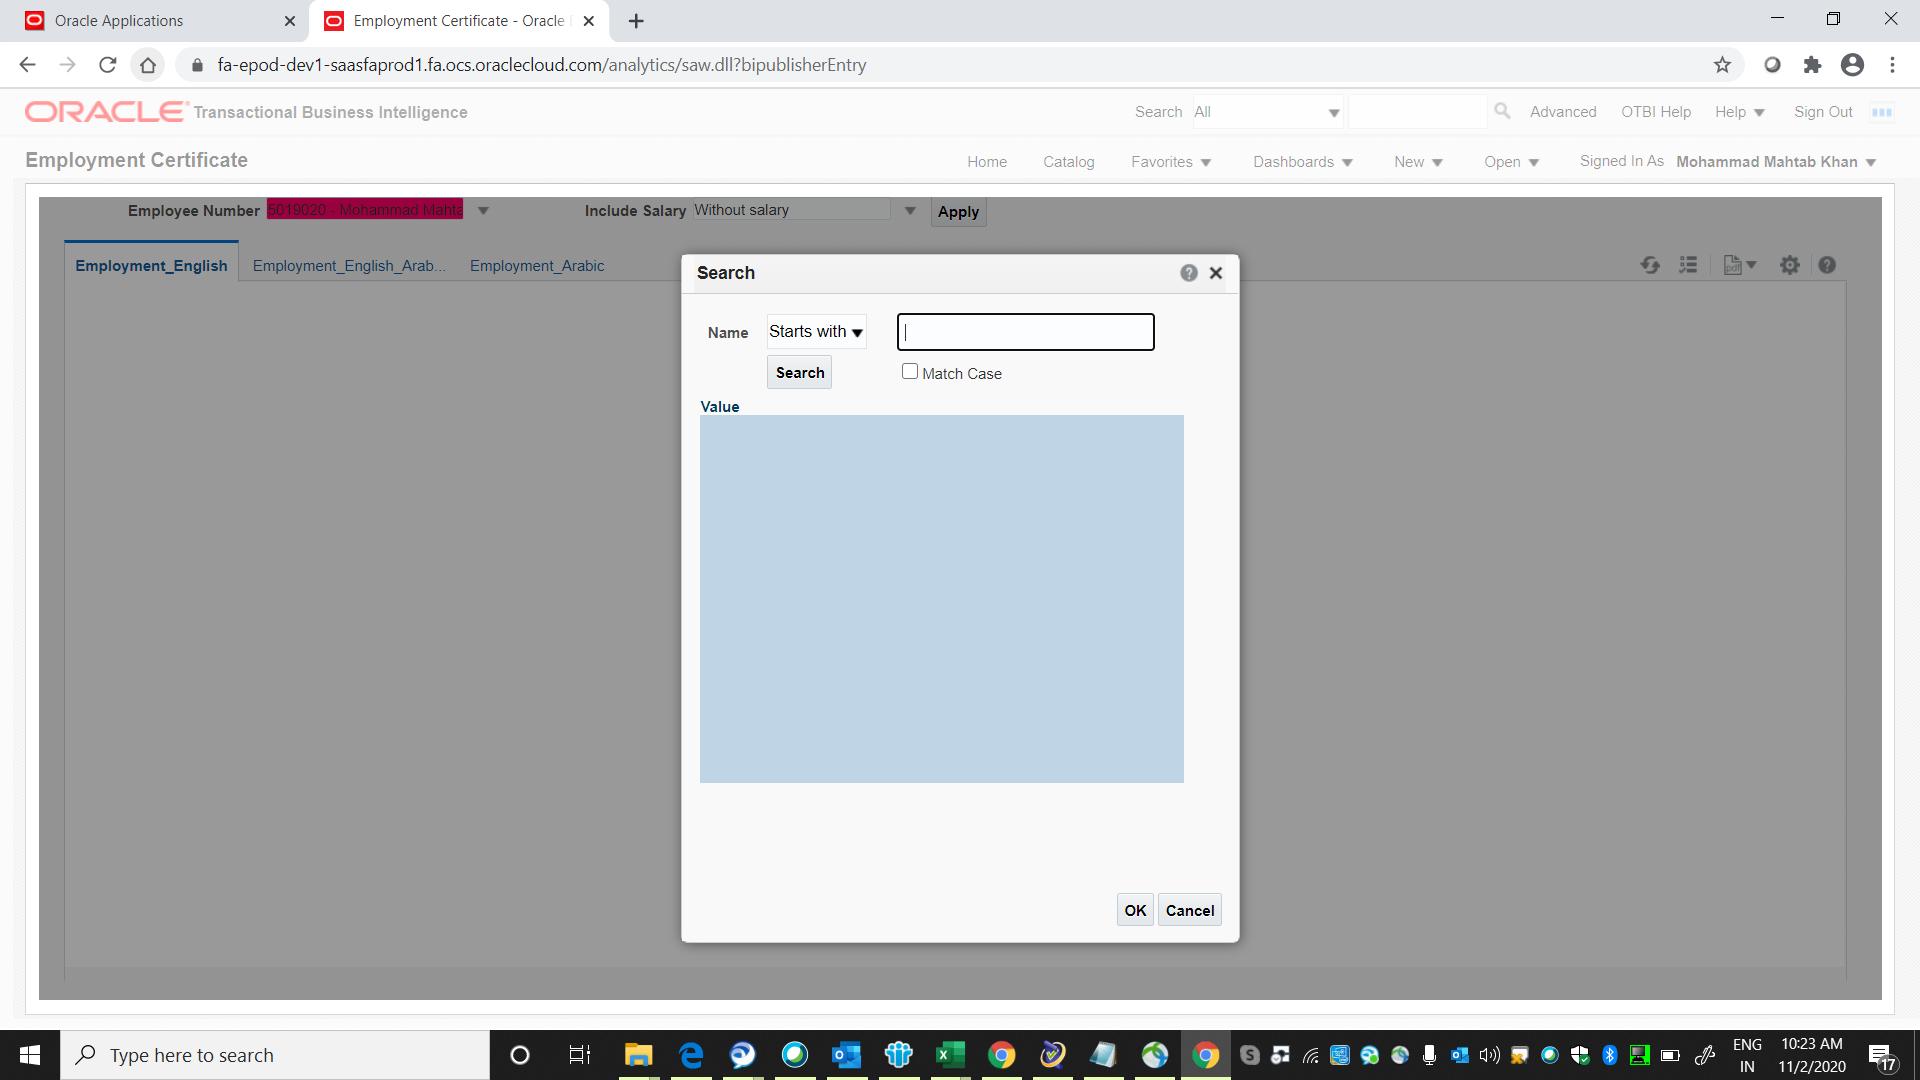 Oracle Applications
Employment Certificate - Oracle
fa-epod-dev1-saasfaprod1.fa.ocs.oraclecloud.com/analytics/saw.dll?bipublisherEntry
ORACLE Transactional Business Intelligence
Search All Advanced OTBI Help Help Sign Out
Employment Certificate
Home Catalog Favorites Dashboards New Open Signed In As Mohammad Mahtab Khan
Employee Number 5019020 - Mohammad Mahta Include Salary Without salary Apply
Employment_English Employment_English_Arab... Employment_Arabic
Search
Name Starts with
Search Match Case
Value
OK Cancel
Type here to search
ENG
IN
10:23 AM
11/2/2020
17